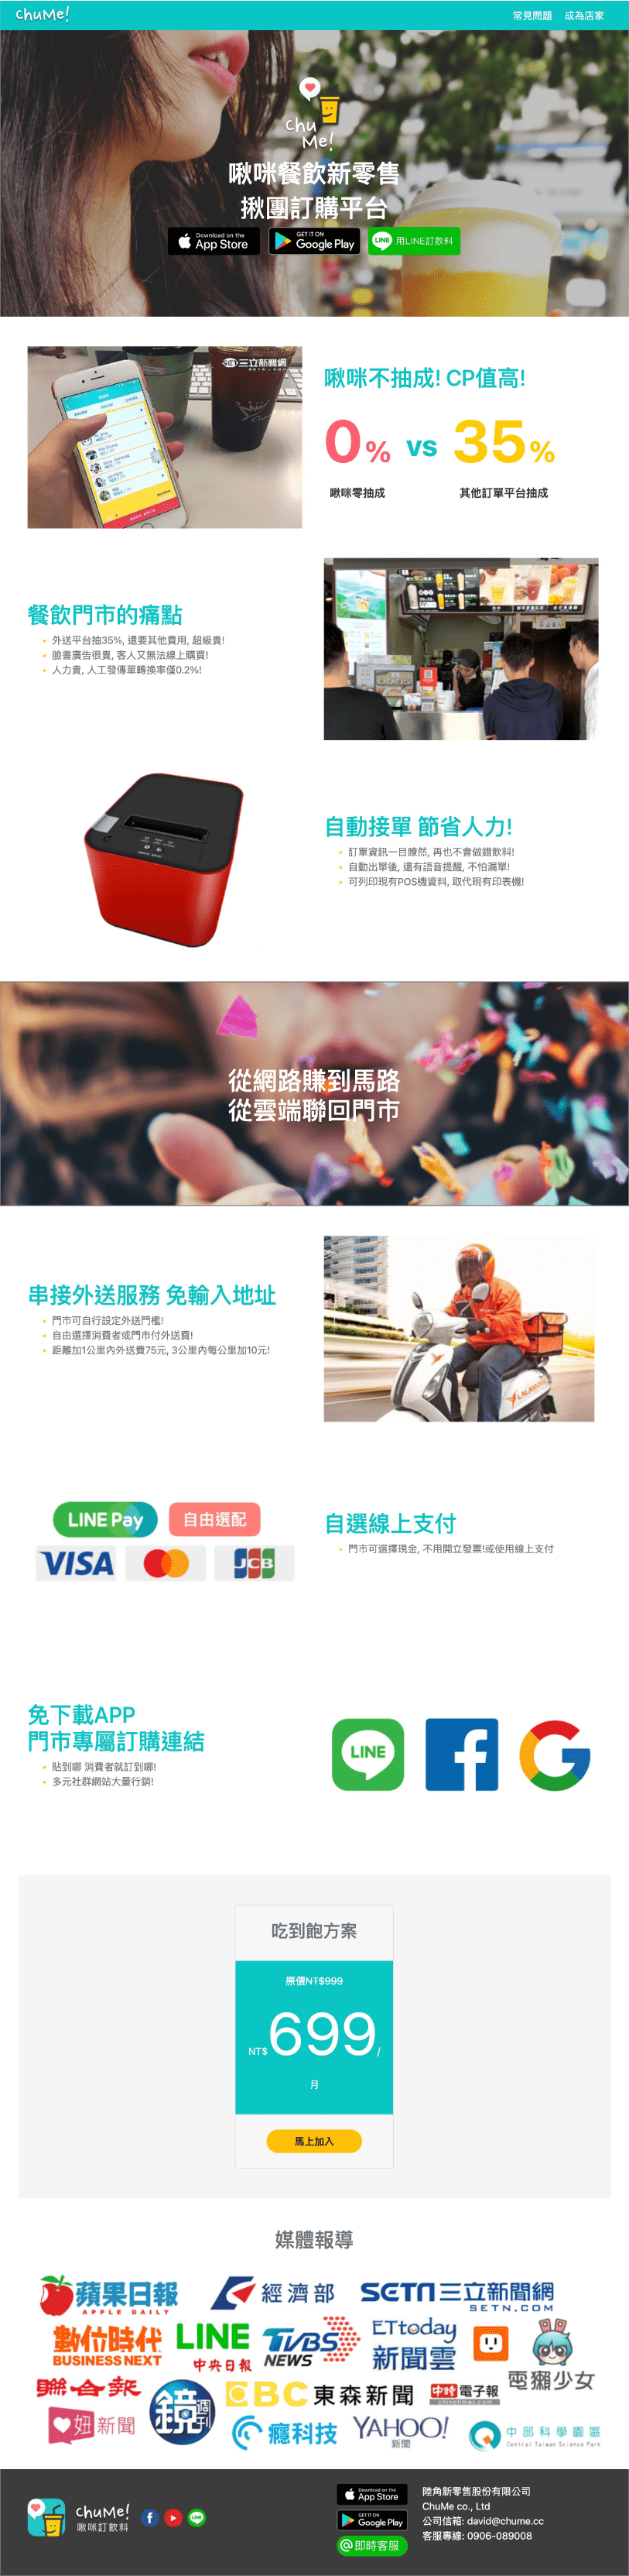 chuMe!
常見問題 成為店家
chu
Me!
啾咪餐飲新零售
揪團訂購平台
Download on the
App Store
GET IT ON
Google Play
LINE 用LINE訂飲料
SET 三立新聞網
SETN.COM
啾咪不抽成! CP值高!
0% vs 35%
啾咪零抽成 其他訂單平台抽成
餐飲門市的痛點
外送平台抽35%, 還要其他費用, 超級貴!
臉書廣告很貴, 客人又無法線上購買!
人力貴, 人工發傳單轉換率僅0.2%!
自動接單 節省人力!
訂單資訊一目瞭然, 再也不會做錯飲料!
自動出單後, 還有語音提醒, 不怕漏單!
可列印現有POS機資料, 取代現有印表機!
從網路賺到馬路
從雲端聯回門市
串接外送服務 免輸入地址
門市可自行設定外送門檻!
自由選擇消費者或門市付外送費!
距離加1公里內外送費75元, 3公里內每公里加10元!
LALAMOVE
LINE Pay 自由選配
VISA JCB
自選線上支付
門市可選擇現金, 不用開立發票!或使用線上支付
免下載APP
門市專屬訂購連結
貼到哪 消費者就訂到哪!
多元社群網站大量行銷!
LINE
吃到飽方案
原價NT$999
NT$699/
月
馬上加入
媒體報導
蘋果日報
APPLE DAILY
經濟部
SETN 三立新聞網
SETN.COM
數位時代
BUSINESS NEXT
LINE
中央日報
TVBS
NEWS
ETtoday
新聞雲
電獺少女
聯合報
鏡週刊
EBC 東森新聞
中時 電子報
chinatimes.com
妞新聞
癮科技
YAHOO!
新聞
中部科學園區
Central Taiwan Science Park
chuMe!
啾咪訂飲料
LINE
Download on the
App Store
GET IT ON
Google Play
@即時客服
陸角新零售股份有限公司
ChuMe co., Ltd
公司信箱: david@chume.cc
客服專線: 0906-089008